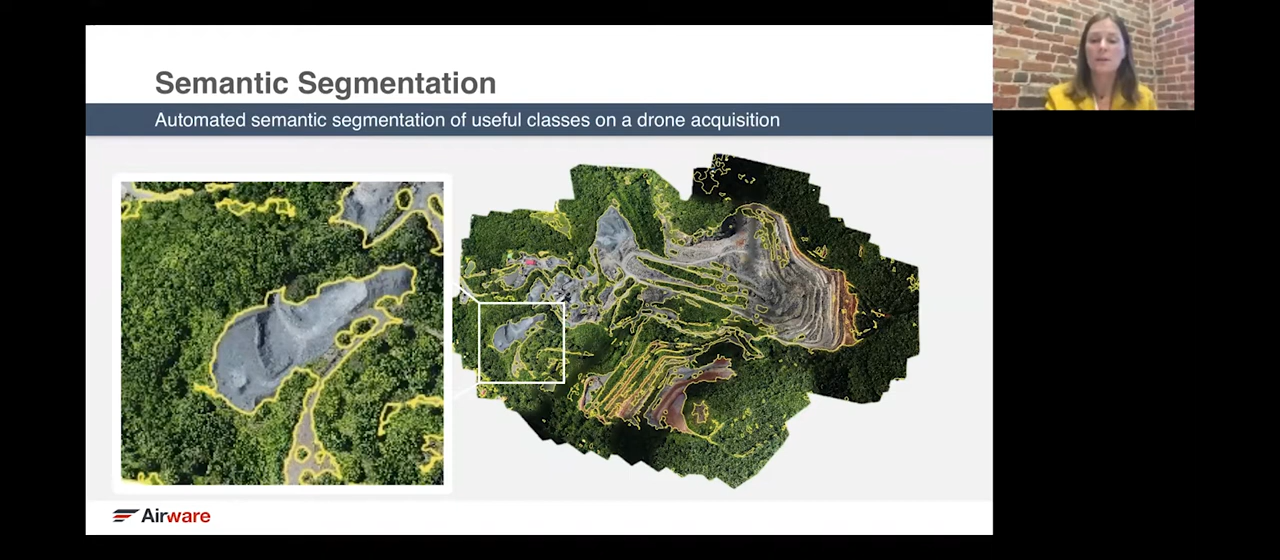 Semantic Segmentation
Automated semantic segmentation of useful classes on a drone acquisition
Airware